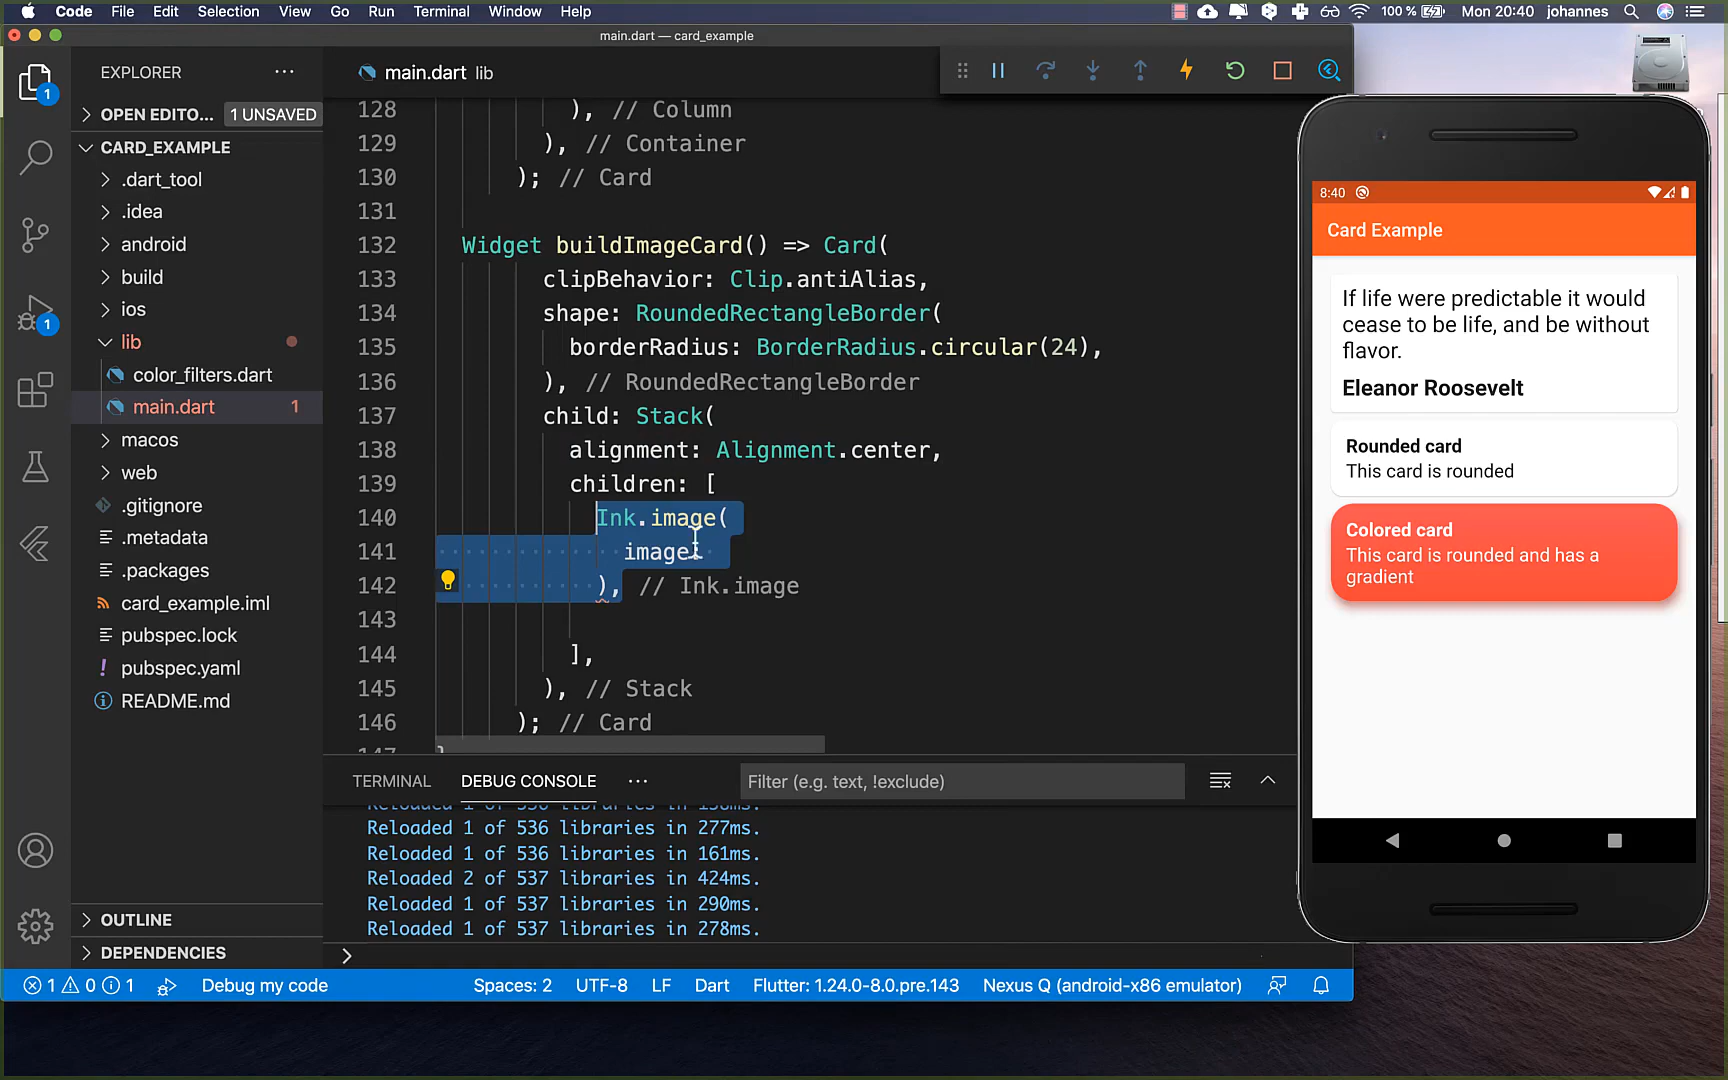 Code File Edit Selection View Go Run Terminal Window Help 100 % Mon 20:40 johannes
main.dart — card_example
EXPLORER
OPEN EDITO... 1 UNSAVED
CARD_EXAMPLE
.dart_tool
.idea
android
build
ios
lib
color_filters.dart
main.dart 1
macos
web
.gitignore
.metadata
.packages
card_example.iml
pubspec.lock
pubspec.yaml
README.md
OUTLINE
DEPENDENCIES
1
1
main.dart lib
128 ), // Column
129 ), // Container
130 ); // Card
131
132 Widget buildImageCard() => Card(
133 clipBehavior: Clip.antiAlias,
134 shape: RoundedRectangleBorder(
135 borderRadius: BorderRadius.circular(24),
136 ), // RoundedRectangleBorder
137 child: Stack(
138 alignment: Alignment.center,
139 children: [
140 Ink.image(
141 image:
142 ), // Ink.image
143
144 ],
145 ), // Stack
146 ); // Card
TERMINAL DEBUG CONSOLE Filter (e.g. text, !exclude)
Reloaded 1 of 536 libraries in 277ms.
Reloaded 1 of 536 libraries in 161ms.
Reloaded 2 of 537 libraries in 424ms.
Reloaded 1 of 537 libraries in 290ms.
Reloaded 1 of 537 libraries in 278ms.
1 0 1 Debug my code Spaces: 2 UTF-8 LF Dart Flutter: 1.24.0-8.0.pre.143 Nexus Q (android-x86 emulator)
8:40
Card Example
If life were predictable it would
cease to be life, and be without
flavor.
Eleanor Roosevelt
Rounded card
This card is rounded
Colored card
This card is rounded and has a
gradient